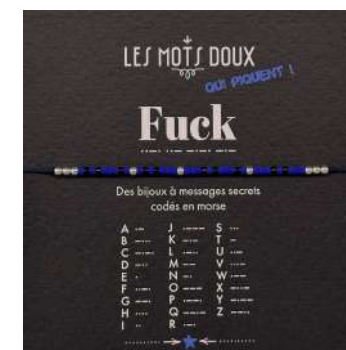 LES MOTS DOUX
QUI PIQUENT !
Fuck
Des bijoux à messages secrets
codés en morse
A .- J .--- S ...
B -... K -.- T -
C -.-. L .-.. U ..-
D -.. M -- V ...-
E . N -. W .--
F ..-. O --- X -..-
G --. P .--. Y -.--
H .... Q --.- Z --..
I .. R .-.